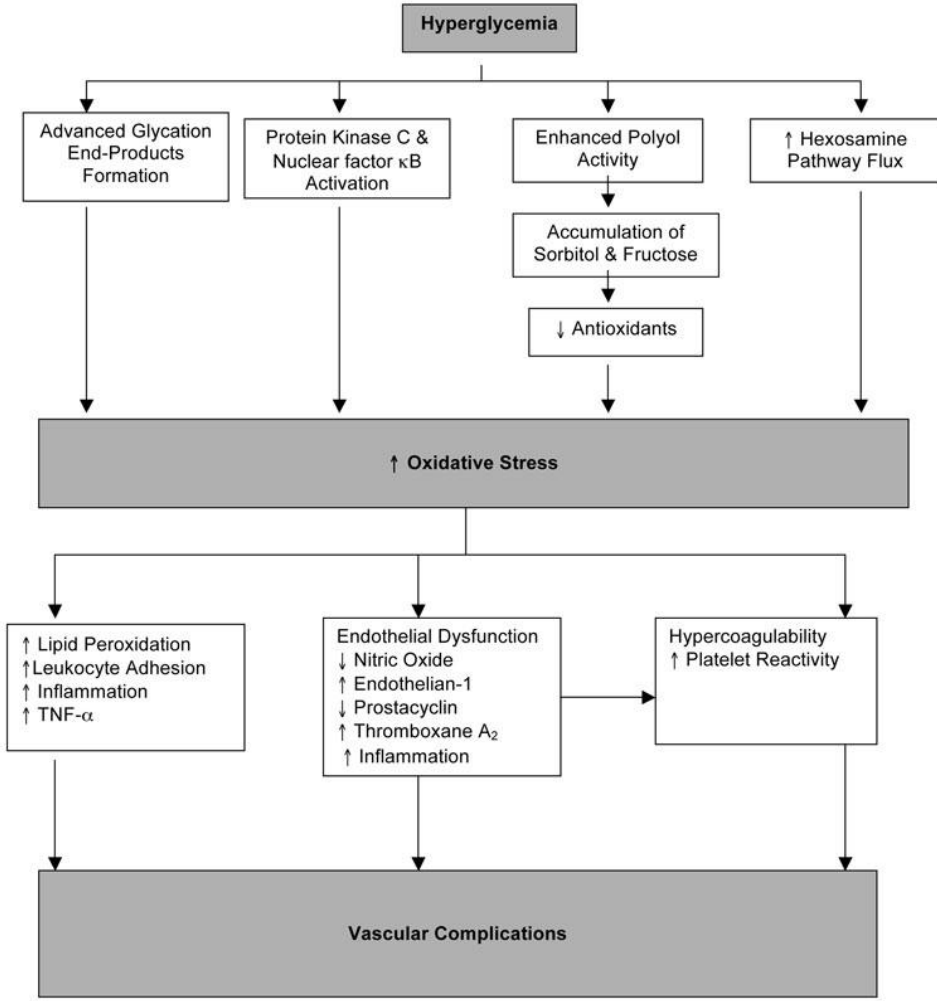 Hyperglycemia
Advanced Glycation
End-Products
Formation
Protein Kinase C &
Nuclear factor κB
Activation
Enhanced Polyol
Activity
↑ Hexosamine
Pathway Flux
Accumulation of
Sorbitol & Fructose
↓ Antioxidants
↑ Oxidative Stress
↑ Lipid Peroxidation
↑Leukocyte Adhesion
↑ Inflammation
↑ TNF-α
Endothelial Dysfunction
↓ Nitric Oxide
↑ Endothelian-1
↓ Prostacyclin
↑ Thromboxane A₂
↑ Inflammation
Hypercoagulability
↑ Platelet Reactivity
Vascular Complications